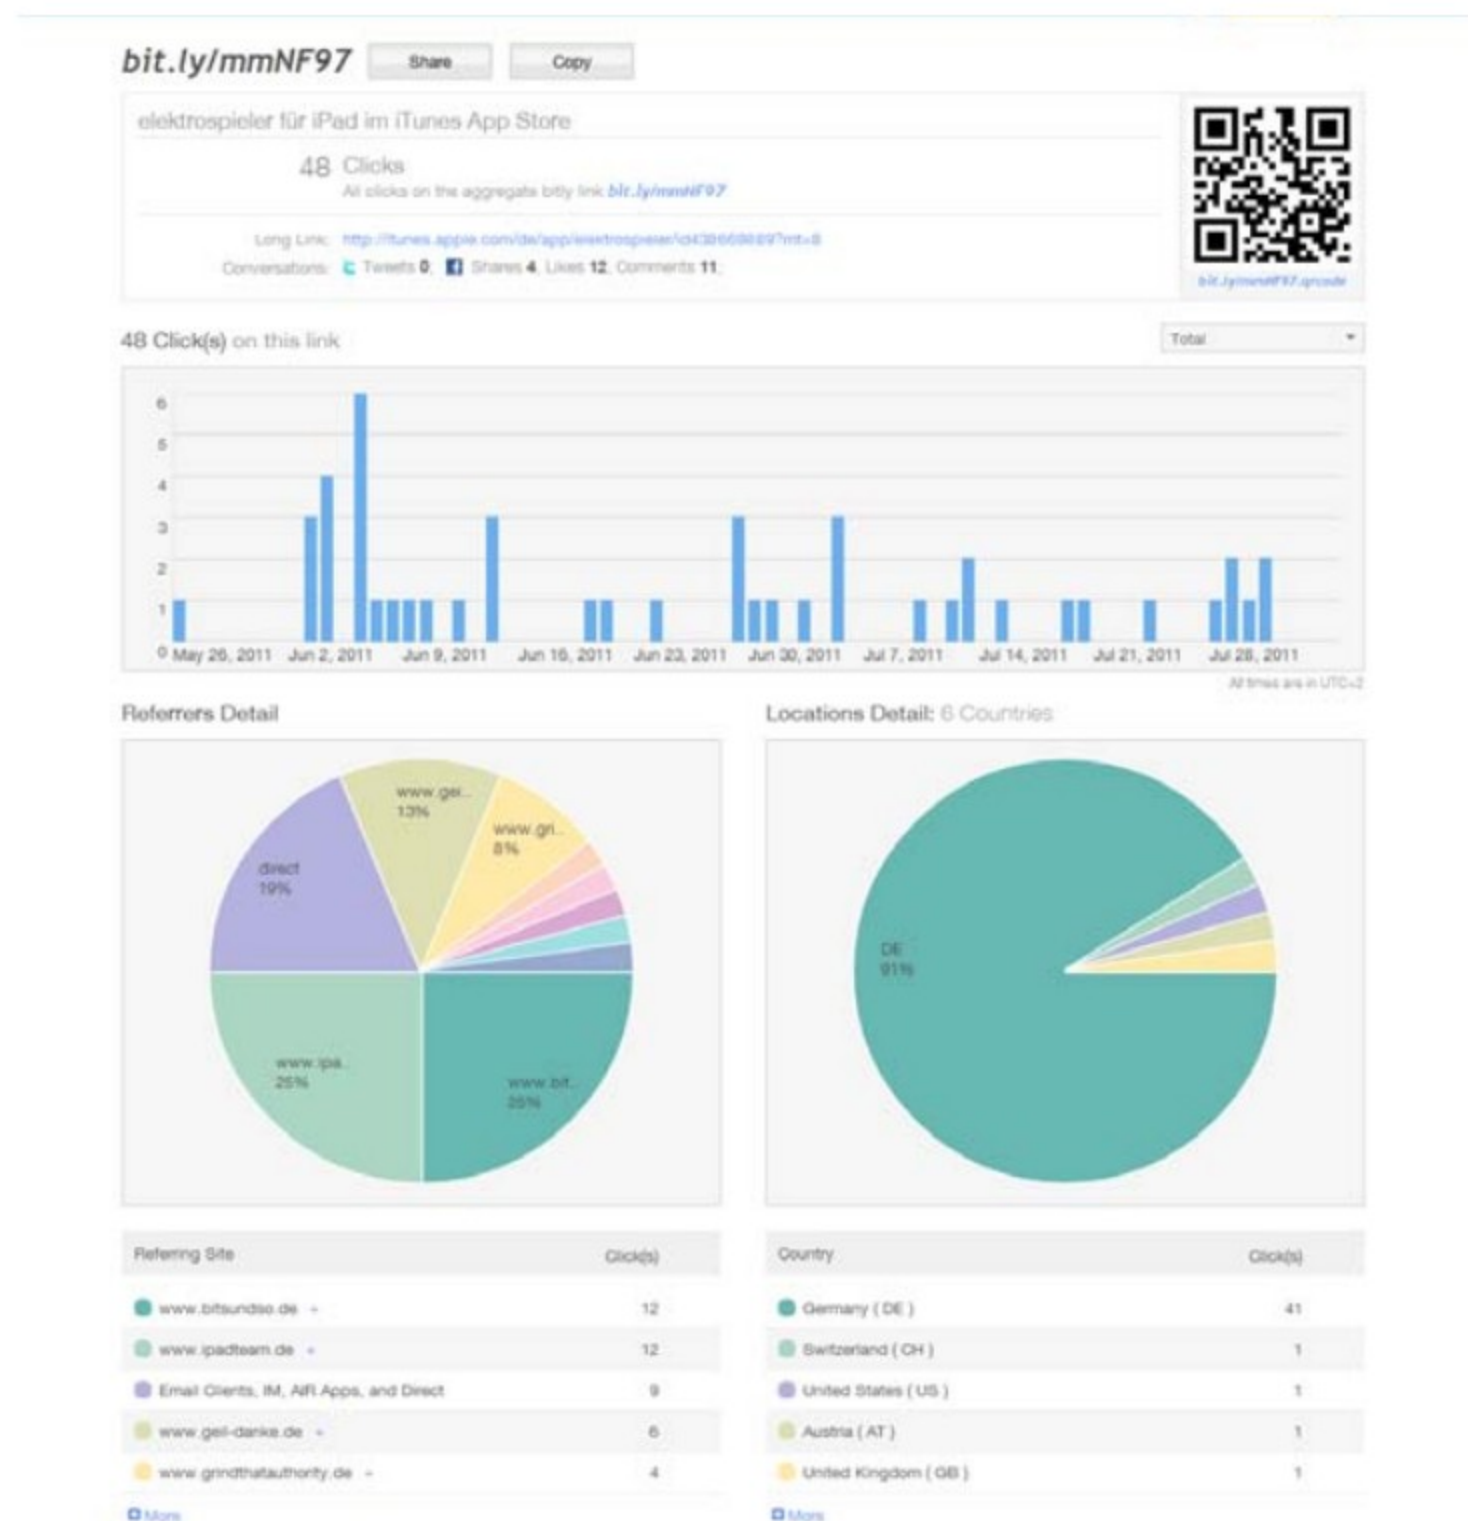 bit.ly/mmNF97 Share Copy
elektrospieler für iPad im iTunes App Store
48 Clicks
All clicks on the aggregate bitly link bit.ly/mmNF97
Long Link:
Conversations: Tweets 0, Shares 4, Likes 12, Comments 11,
bit.ly/mmNF97.qrcode
48 Click(s) on this link
Total
6
5
4
3
2
1
0
May 26, 2011 Jun 2, 2011 Jun 9, 2011 Jun 16, 2011 Jun 23, 2011 Jun 30, 2011 Jul 7, 2011 Jul 14, 2011 Jul 21, 2011 Jul 28, 2011
All times are in UTC+2
Referrers Detail
www.gei...
13%
www.gri...
8%
direct
19%
www.ipa...
25%
www.bit...
25%
Locations Detail: 6 Countries
DE
91%
Referring Site Click(s)
www.bitsundso.de + 12
www.ipadteam.de + 12
Email Clients, IM, AIR Apps, and Direct 9
www.geil-danke.de + 6
www.grindthatauthority.de + 4
More
Country Click(s)
Germany ( DE ) 41
Switzerland ( CH ) 1
United States ( US ) 1
Austria ( AT ) 1
United Kingdom ( GB ) 1
More